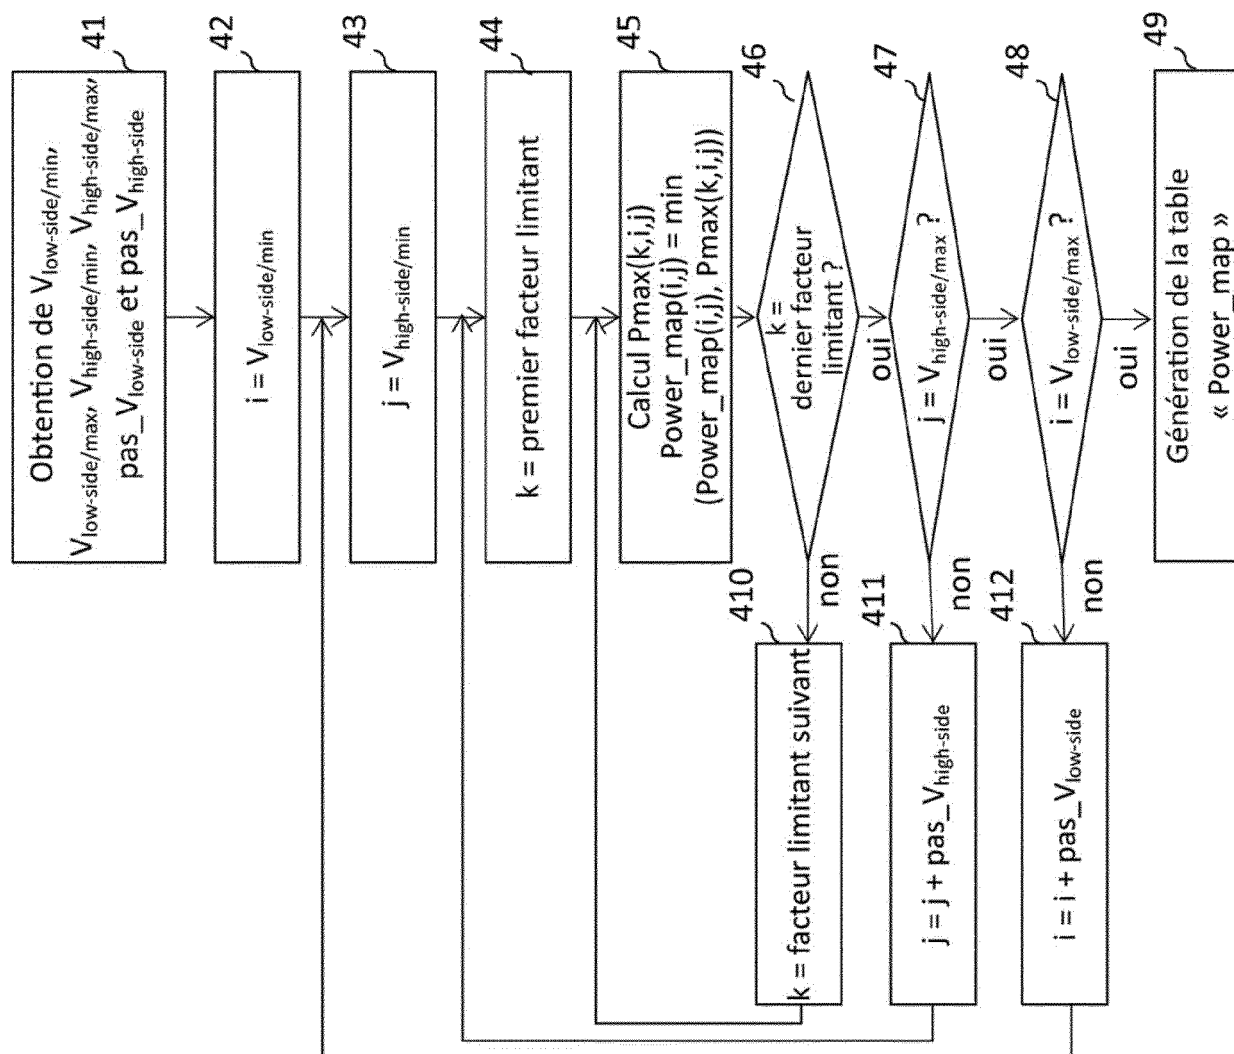 41
Obtention de V_low-side/min,
V_low-side/max, V_high-side/min, V_high-side/max,
pas_V_low-side et pas_V_high-side
42
i = V_low-side/min
43
j = V_high-side/min
44
k = premier facteur limitant
45
Calcul Pmax(k,i,j)
Power_map(i,j) = min
(Power_map(i,j), Pmax(k,i,j))
46
k =
dernier facteur
limitant ?
non
oui
410
k = facteur limitant suivant
47
j = V_high-side/max ?
non
oui
411
j = j + pas_V_high-side
48
i = V_low-side/max ?
non
oui
412
i = i + pas_V_low-side
49
Génération de la table
« Power_map »